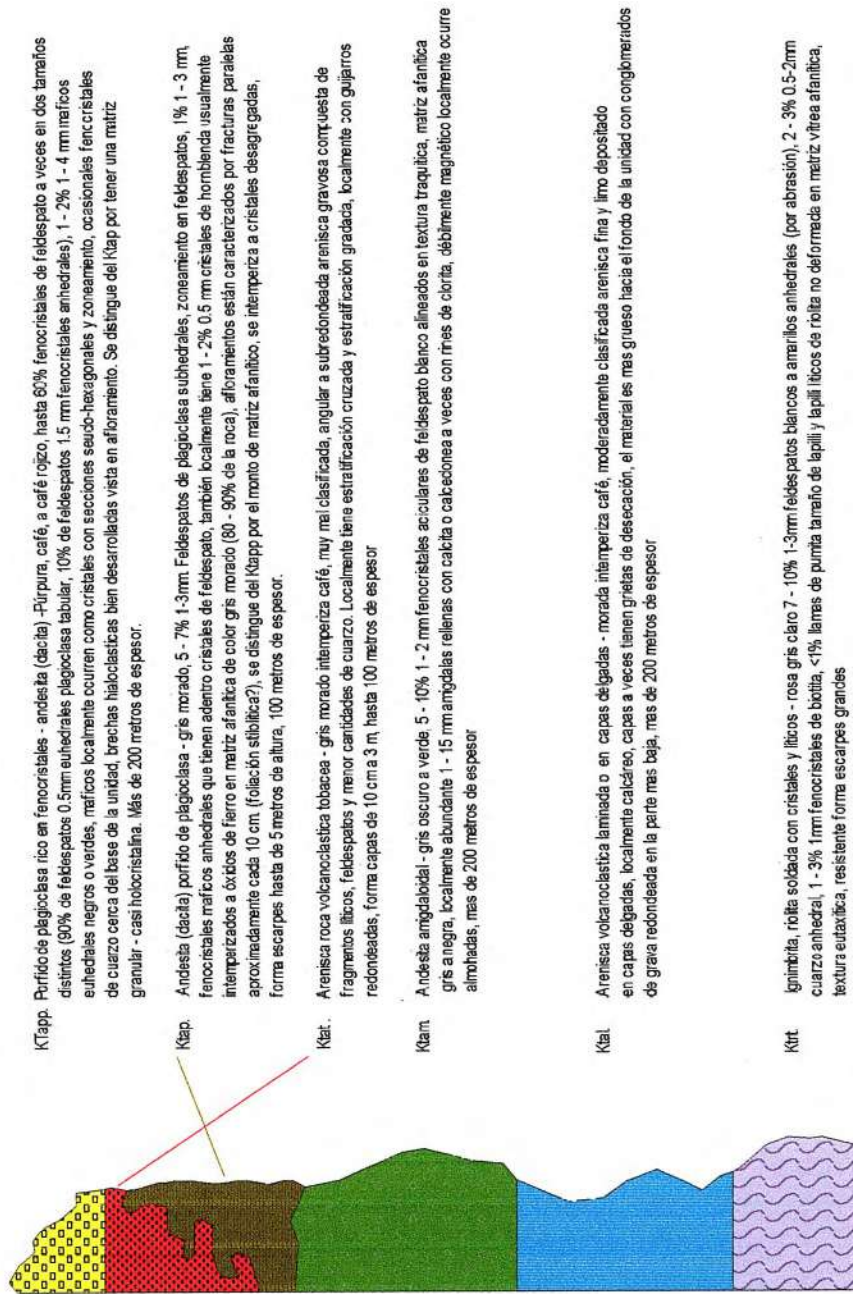 KTapp. Porfido de plagioclasa rico en fenocristales - andesita (dacita) -Púrpura, café, a café rojizo, hasta 60% fenocristales de feldespato a veces en dos tamaños
distintos (90% de feldespatos 0.5mm euhedrales plagioclasa tabular, 10% de feldespatos 1.5 mm fenocristales anhedrales), 1 - 2% 1 - 4 mm maficos
euhedrales negros o verdes, maficos localmente ocurren como cristales con secciones seudo-hexagonales y zoneamiento, ocasionales fenocristales
de cuarzo cerca del base de la unidad, brechas hialoclasticas bien desarrolladas vista en afloramiento. Se distingue del Ktap por tener una matriz
granular - casi holocristalina. Más de 200 metros de espesor.
Ktap. Andesita (dacita) porfido de plagioclasa - gris morado, 5 - 7% 1-3mm. Feldespatos de plagioclasa subhedrales, zoneamiento en feldespatos, 1% 1 - 3 mm,
fenocristales maficos anhedrales que tienen adentro cristales de feldespato, también localmente tiene 1 - 2% 0.5 mm cristales de hornblenda usualmente
intemperizados a óxidos de fierro en matriz afanitica de color gris morado (80 - 90% de la roca), afloramientos están caracterizados por fracturas paralelas
aproximadamente cada 10 cm. (foliación stilolitica?), se distingue del Ktapp por el monto de matriz afanitico, se intemperiza a cristales desagregadas,
forma escarpes hasta de 5 metros de altura, 100 metros de espesor.
Ktat. Arenisca roca volcanoclastica tobacea - gris morado intemperiza café, muy mal clasificada, angular a subredondeada arenisca gravosa compuesta de
fragmentos líticos, feldespatos y menor cantidades de cuarzo. Localmente tiene estratificación cruzada y estratificación gradada, localmente con guijarros
redondeadas, forma capas de 10 cm a 3 m, hasta 100 metros de espesor
Ktam Andesita amigdaloidal - gris oscuro a verde, 5 - 10% 1 - 2 mm fenocristales aciculares de feldespato blanco alineados en textura traquítica, matriz afanítica
gris a negra, localmente abundante 1 - 15 mm amigdalas rellenas con calcita o calcedonea a veces con rines de clorita, débilmente magnético localmente ocurre
almohadas, mas de 200 metros de espesor
Ktal Arenisca volcanoclastica laminada o en capas delgadas - morada intemperiza café, moderadamente clasificada arenisca fina y limo depositado
en capas delgadas, localmente calcáreo, capas a veces tienen grietas de desecación, el material es mas grueso hacia el fondo de la unidad con conglomerados
de grava redondeada en la parte mas baja, mas de 200 metros de espesor
Ktrt. Ignimbrita, riolita soldada con cristales y líticos - rosa gris claro 7 - 10% 1-3mm feldespatos blancos a amarillos anhedrales (por abrasión), 2 - 3% 0.5-2mm
cuarzo anhedral, 1 - 3% 1mm fenocristales de biotita, <1% llamas de pumita tamaño de lapilli y lapilli líticos de riolita no deformada en matriz vítrea afanítica,
textura eutaxítica, resistente forma escarpes grandes